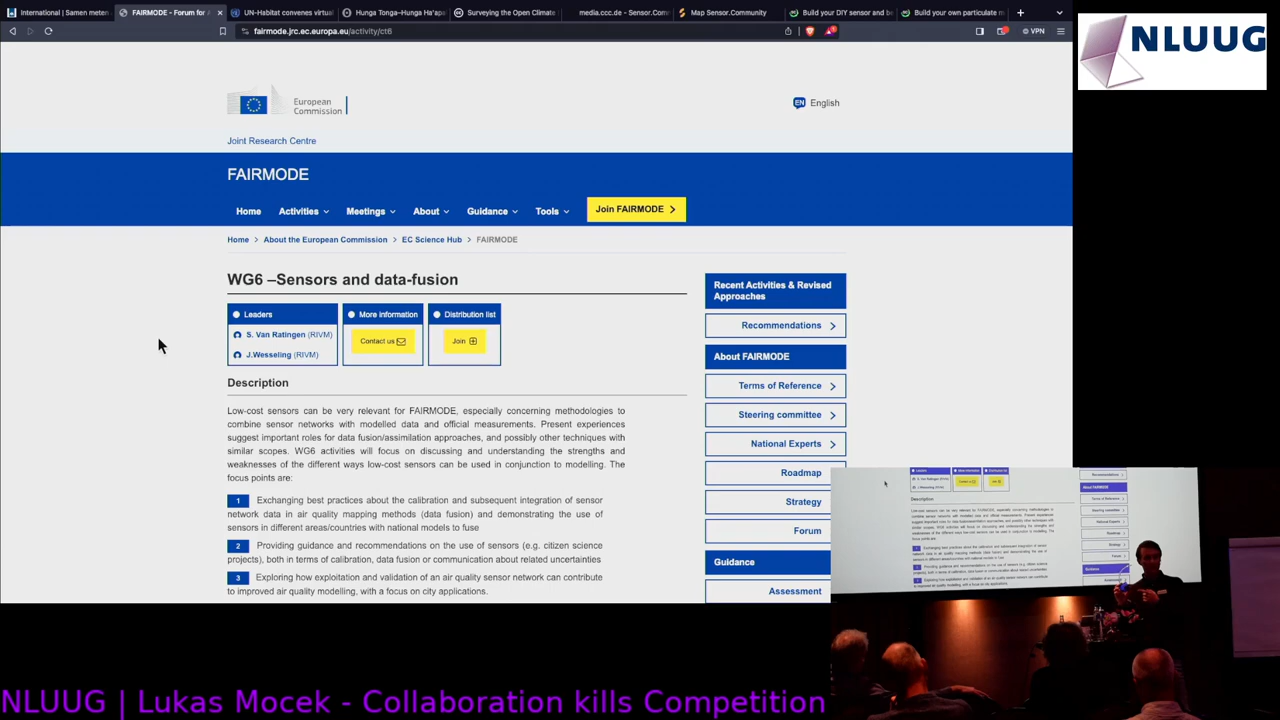 International | Samen meten
FAIRMODE - Forum for A
UN-Habitat convenes virtual
Hunga Tonga–Hunga Ha'apa
Surveying the Open Climate
media.ccc.de - Sensor.Com
Map Sensor.Community
Build your DIY sensor and be
Build your own particulate m
fairmode.jrc.ec.europa.eu/activity/ct6
VPN
NLUUG
European
Commission
EN English
Joint Research Centre
FAIRMODE
Home Activities Meetings About Guidance Tools Join FAIRMODE
Home > About the European Commission > EC Science Hub > FAIRMODE
WG6 –Sensors and data-fusion
Leaders
S. Van Ratingen (RIVM)
J.Wesseling (RIVM)
More information
Contact us
Distribution list
Join
Description
Low-cost sensors can be very relevant for FAIRMODE, especially concerning methodologies to
combine sensor networks with modelled data and official measurements. Present experiences
suggest important roles for data fusion/assimilation approaches, and possibly other techniques with
similar scopes. WG6 activities will focus on discussing and understanding the strengths and
weaknesses of the different ways low-cost sensors can be used in conjunction to modelling. The
focus points are:
1 Exchanging best practices about the calibration and subsequent integration of sensor
network data in air quality mapping methods (data fusion) and demonstrating the use of
sensors in different areas/countries with national models to fuse
2 Providing guidance and recommendations on the use of sensors (e.g. citizen science
projects), both in terms of calibration, data fusion and communication about related uncertainties
3 Exploring how exploitation and validation of an air quality sensor network can contribute
to improved air quality modelling, with a focus on city applications.
Recent Activities & Revised
Approaches
Recommendations
About FAIRMODE
Terms of Reference
Steering committee
National Experts
Roadmap
Strategy
Forum
Guidance
Assessment
NLUUG | Lukas Mocek - Collaboration kills Competition